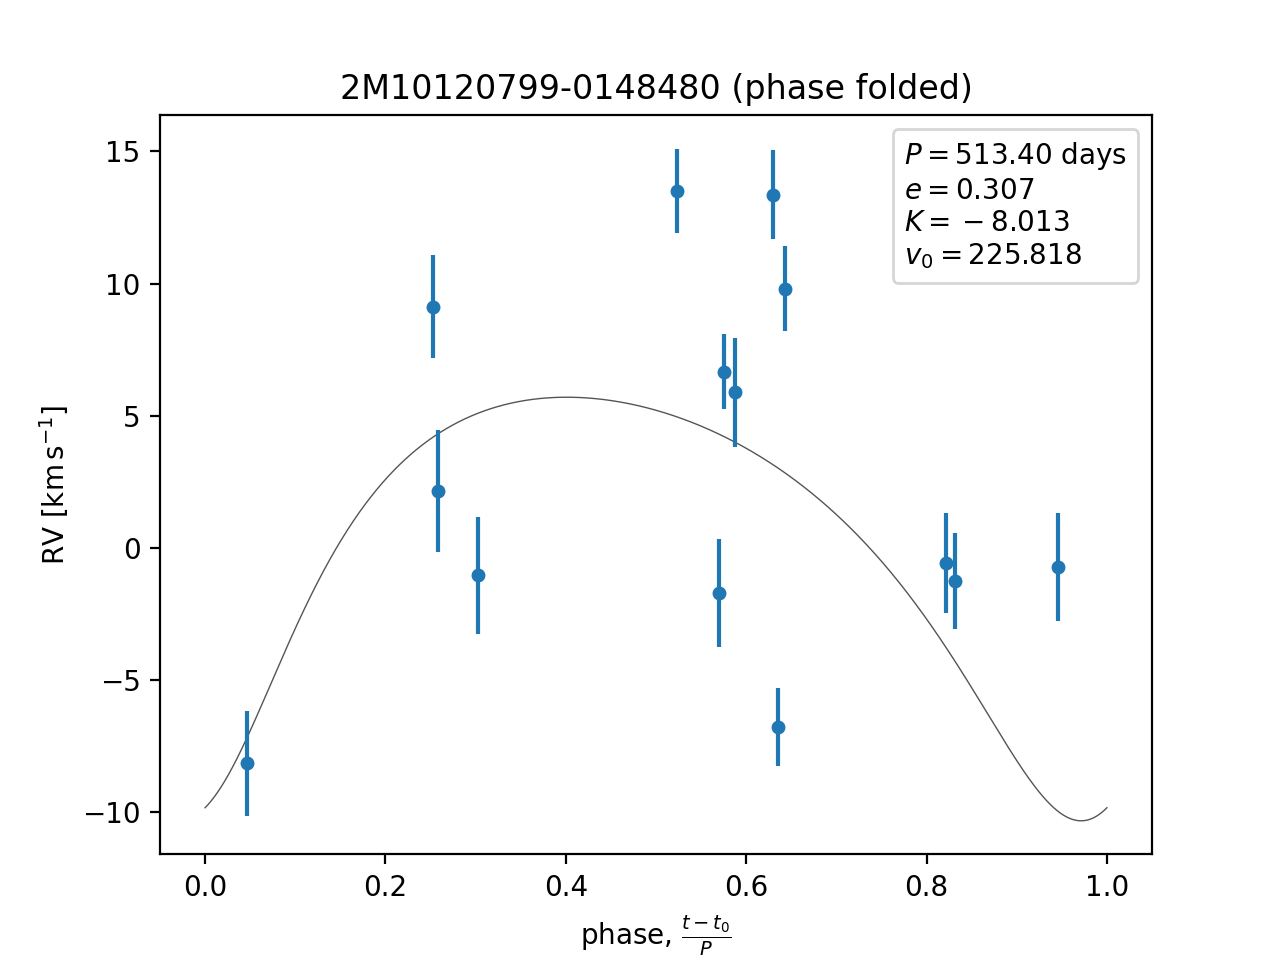 2M10120799-0148480 (phase folded)
P = 513.40 days
e = 0.307
K = −8.013
v₀ = 225.818
15
10
5
0
−5
−10
RV [km s⁻¹]
0.0 0.2 0.4 0.6 0.8 1.0
phase, (t − t₀)/P